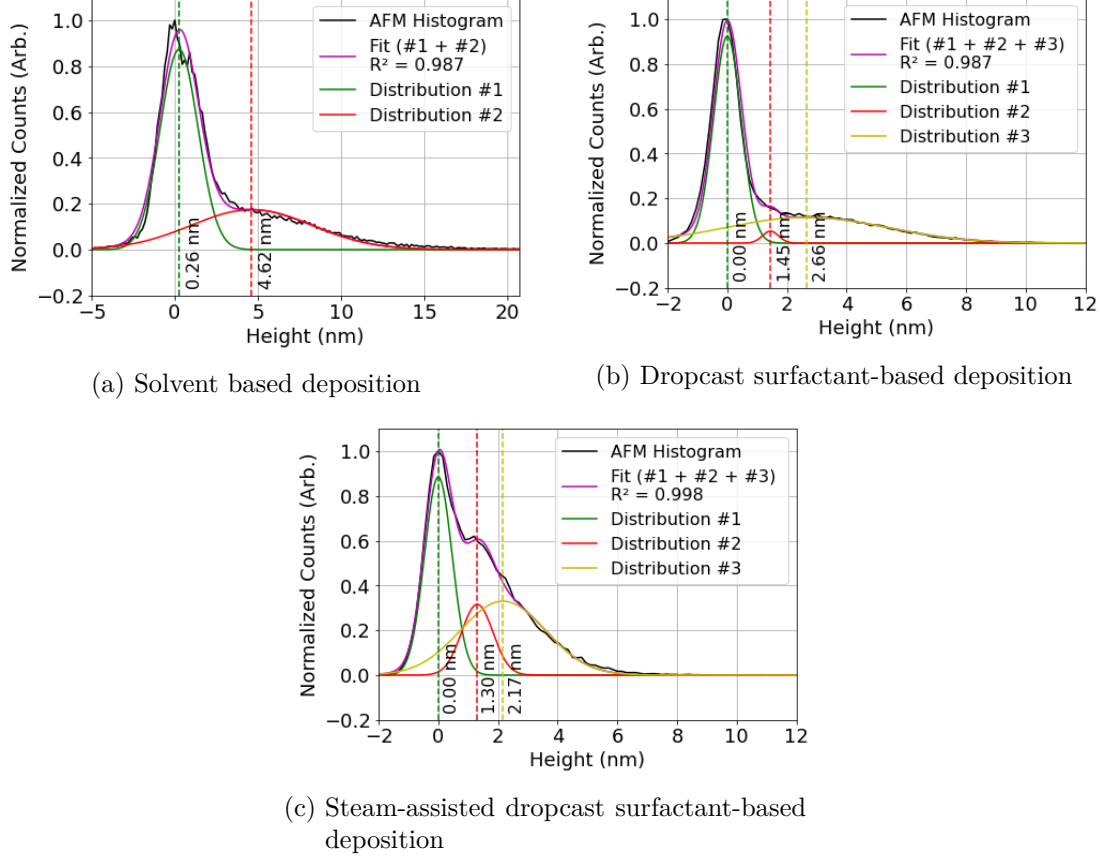 1.0
0.8
0.6
0.4
0.2
0.0
−0.2
Normalized Counts (Arb.)
AFM Histogram
Fit (#1 + #2)
R² = 0.987
Distribution #1
Distribution #2
0.26 nm
4.62 nm
−5 0 5 10 15 20
Height (nm)
(a) Solvent based deposition
1.0
0.8
0.6
0.4
0.2
0.0
−0.2
Normalized Counts (Arb.)
AFM Histogram
Fit (#1 + #2 + #3)
R² = 0.987
Distribution #1
Distribution #2
Distribution #3
0.00 nm
1.45 nm
2.66 nm
−2 0 2 4 6 8 10 12
Height (nm)
(b) Dropcast surfactant-based deposition
1.0
0.8
0.6
0.4
0.2
0.0
−0.2
Normalized Counts (Arb.)
AFM Histogram
Fit (#1 + #2 + #3)
R² = 0.998
Distribution #1
Distribution #2
Distribution #3
0.00 nm
1.30 nm
2.17 nm
−2 0 2 4 6 8 10 12
Height (nm)
(c) Steam-assisted dropcast surfactant-based
deposition